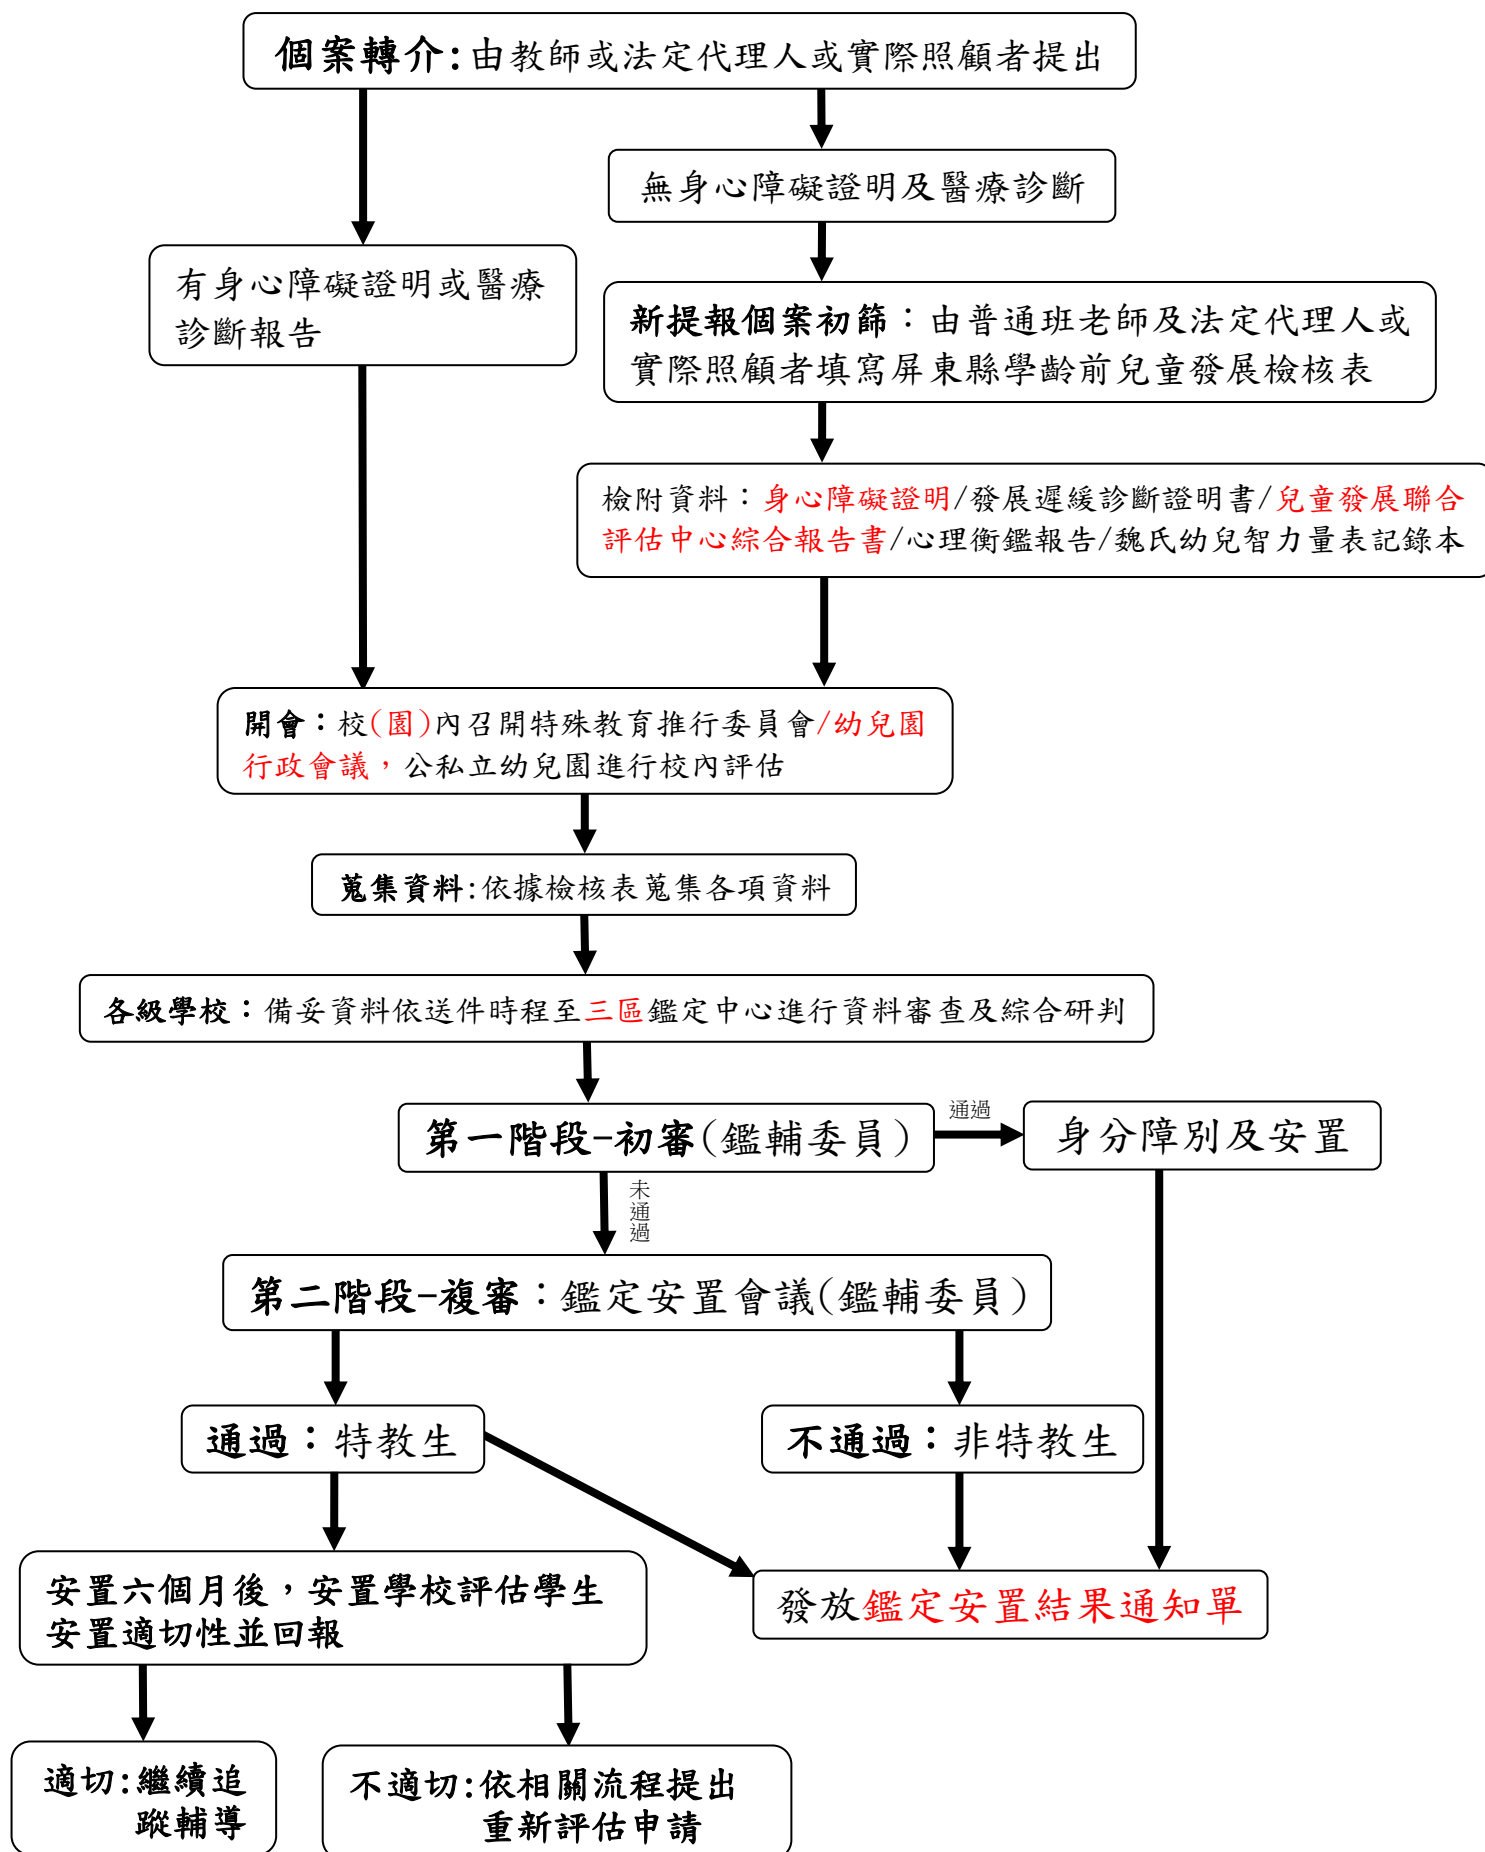 個案轉介:由教師或法定代理人或實際照顧者提出
無身心障礙證明及醫療診斷
有身心障礙證明或醫療
診斷報告
新提報個案初篩：由普通班老師及法定代理人或
實際照顧者填寫屏東縣學齡前兒童發展檢核表
檢附資料：身心障礙證明/發展遲緩診斷證明書/兒童發展聯合
評估中心綜合報告書/心理衡鑑報告/魏氏幼兒智力量表記錄本
開會：校(園)內召開特殊教育推行委員會/幼兒園
行政會議，公私立幼兒園進行校內評估
蒐集資料:依據檢核表蒐集各項資料
各級學校：備妥資料依送件時程至三區鑑定中心進行資料審查及綜合研判
第一階段-初審(鑑輔委員)
通過
身分障別及安置
未通過
第二階段-複審：鑑定安置會議(鑑輔委員)
通過：特教生
不通過：非特教生
安置六個月後，安置學校評估學生
安置適切性並回報
發放鑑定安置結果通知單
適切:繼續追
蹤輔導
不適切:依相關流程提出
重新評估申請